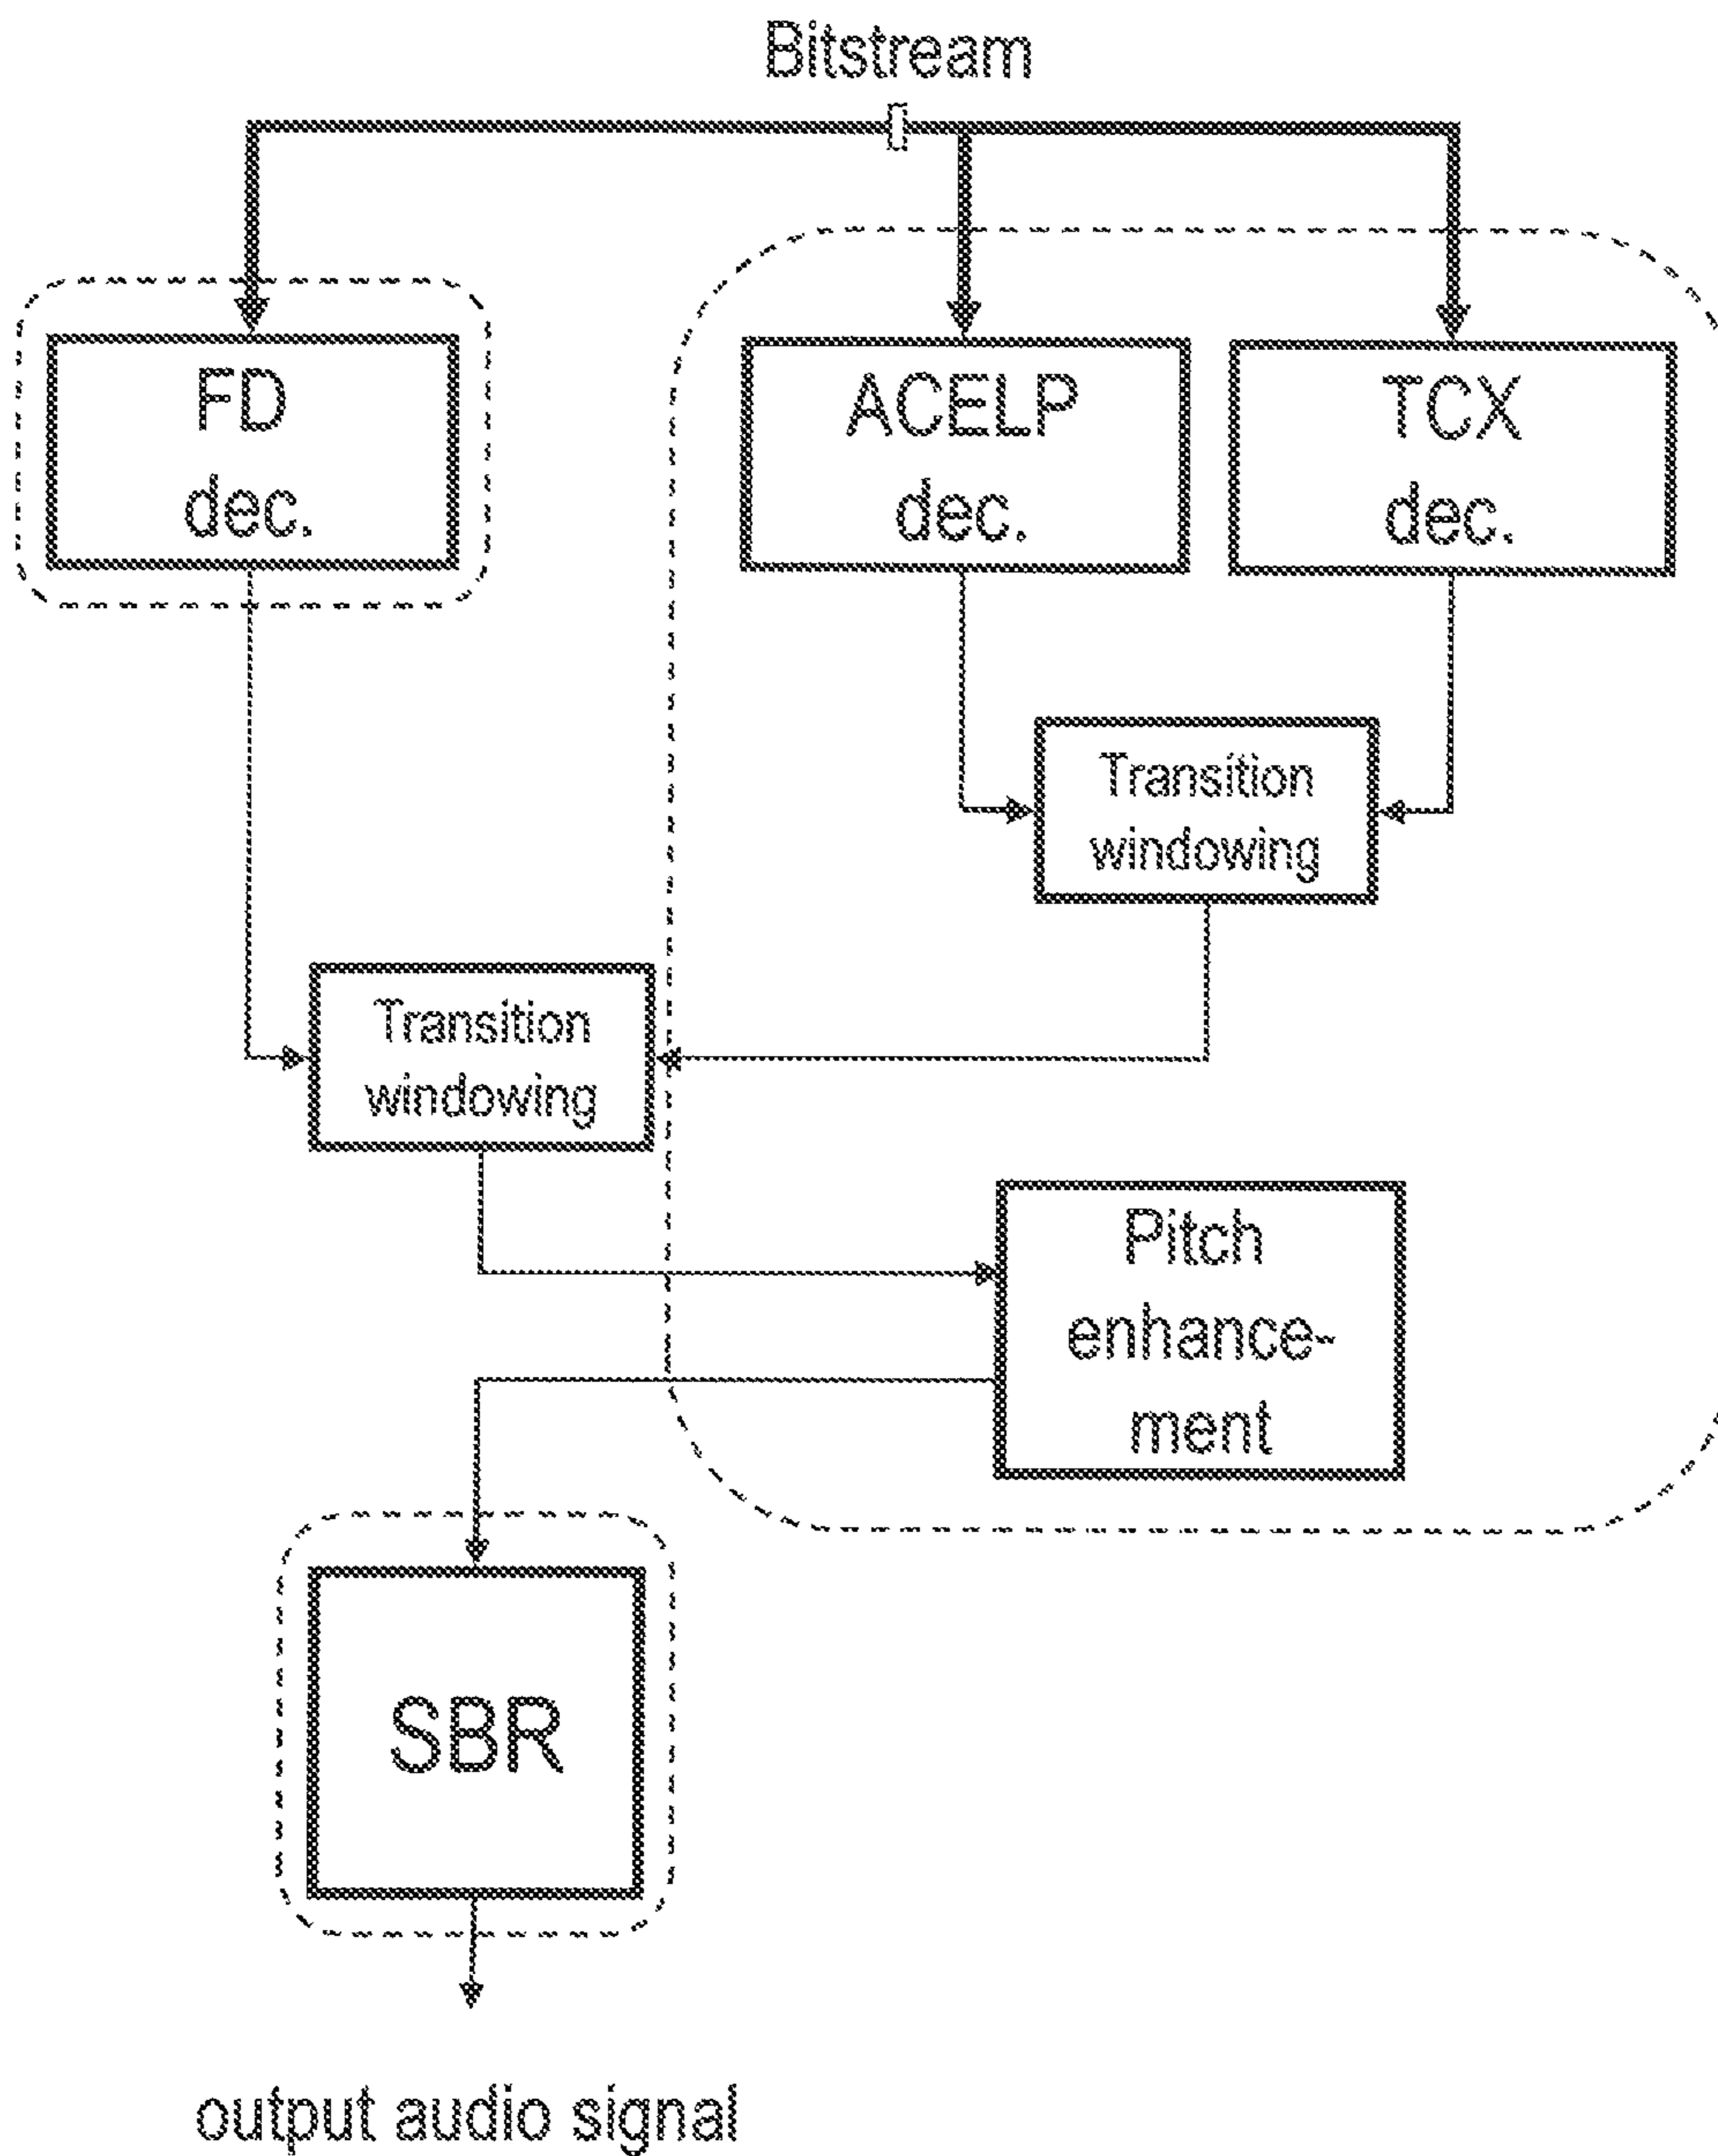 Bitstream
FD
dec.
ACELP
dec.
TCX
dec.
Transition
windowing
Transition
windowing
Pitch
enhance-
ment
SBR
output audio signal